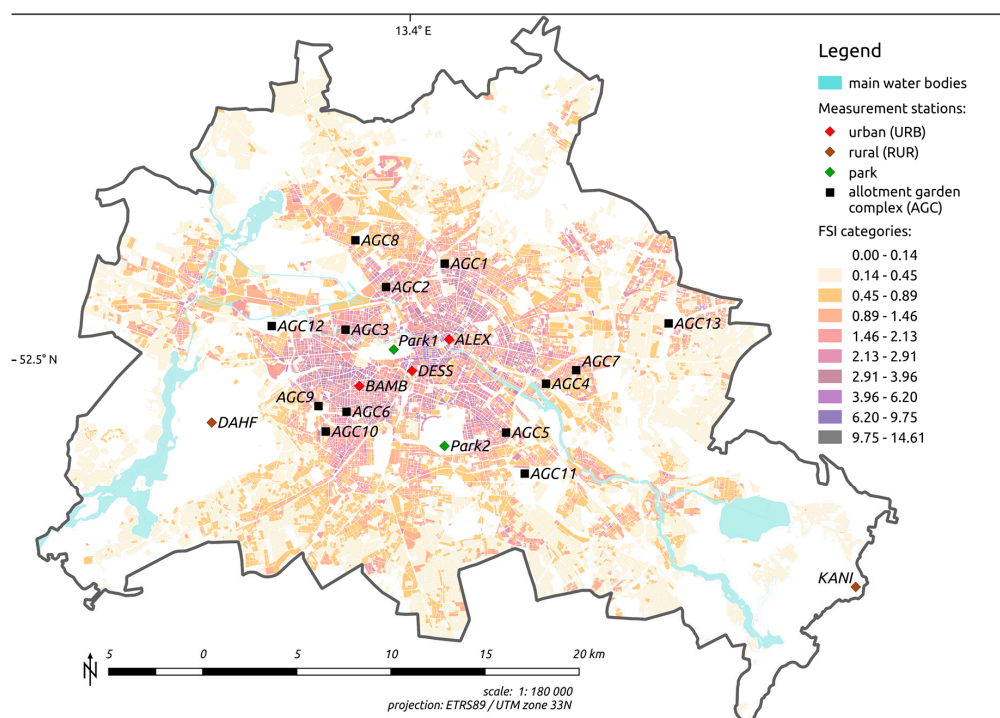 13.4° E
Legend
main water bodies
Measurement stations:
urban (URB)
rural (RUR)
park
allotment garden
complex (AGC)
FSI categories:
0.00 - 0.14
0.14 - 0.45
0.45 - 0.89
0.89 - 1.46
1.46 - 2.13
2.13 - 2.91
2.91 - 3.96
3.96 - 6.20
6.20 - 9.75
9.75 - 14.61
AGC8
AGC1
AGC2
AGC12
AGC3
AGC13
Park1
ALEX
52.5° N
AGC7
DESS
BAMB
AGC4
AGC9
AGC6
DAHF
AGC10
AGC5
Park2
AGC11
KANI
N
5 0 5 10 15 20 km
scale: 1: 180 000
projection: ETRS89 / UTM zone 33N